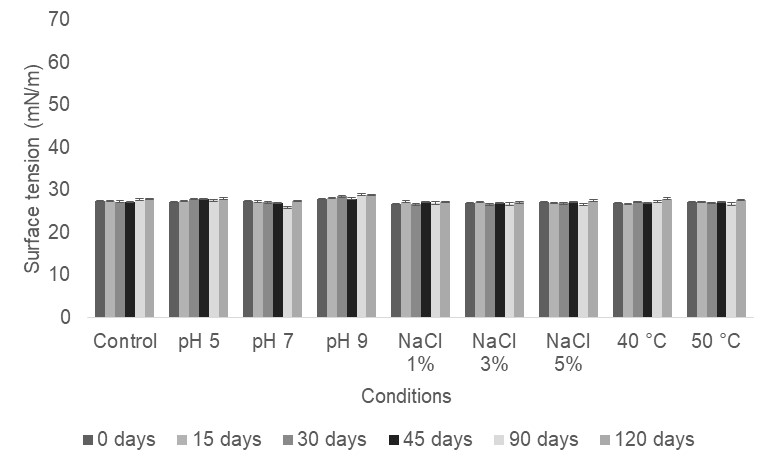 70
60
50
40
30
20
10
0
Surface tension (mN/m)
Control pH 5 pH 7 pH 9 NaCl 1% NaCl 3% NaCl 5% 40 °C 50 °C
Conditions
0 days 15 days 30 days 45 days 90 days 120 days